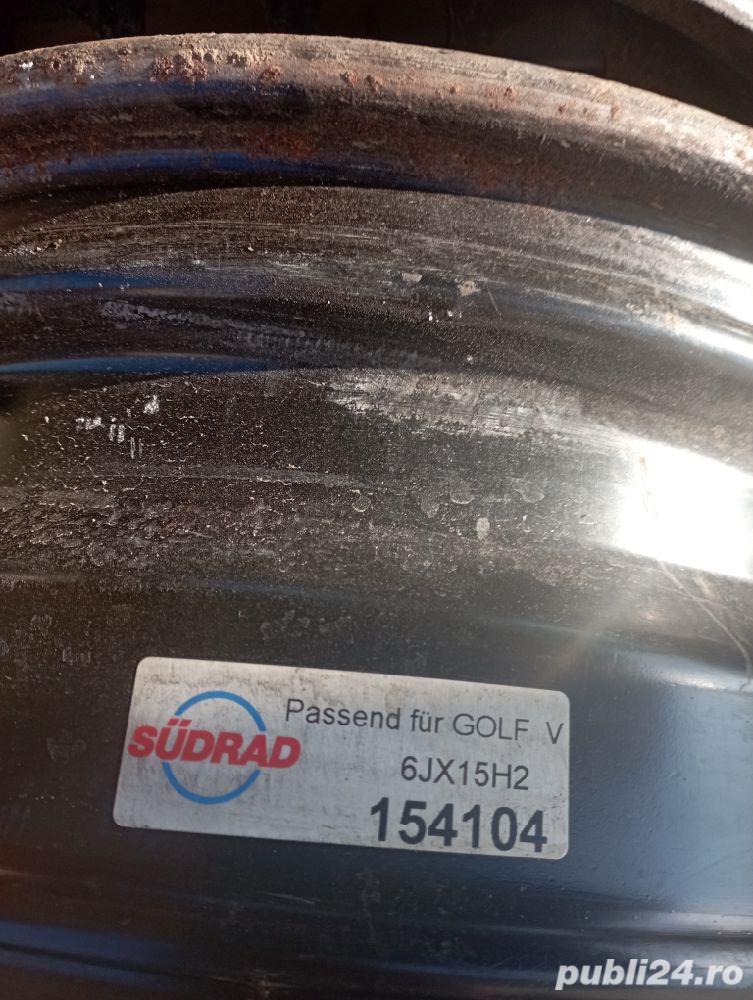 SÜDRAD
Passend für GOLF V
6JX15H2
154104
publi24.ro